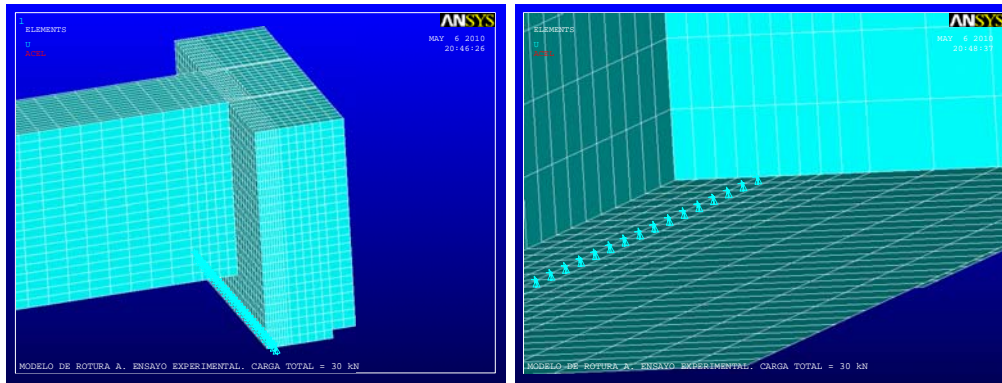 1
ELEMENTS
U
ACEL
ANSYS
MAY 6 2010
20:46:26
MODELO DE ROTURA A. ENSAYO EXPERIMENTAL. CARGA TOTAL = 30 kN
ELEMENTS
U
ACEL
ANSYS
MAY 6 2010
20:48:37
MODELO DE ROTURA A. ENSAYO EXPERIMENTAL. CARGA TOTAL = 30 kN